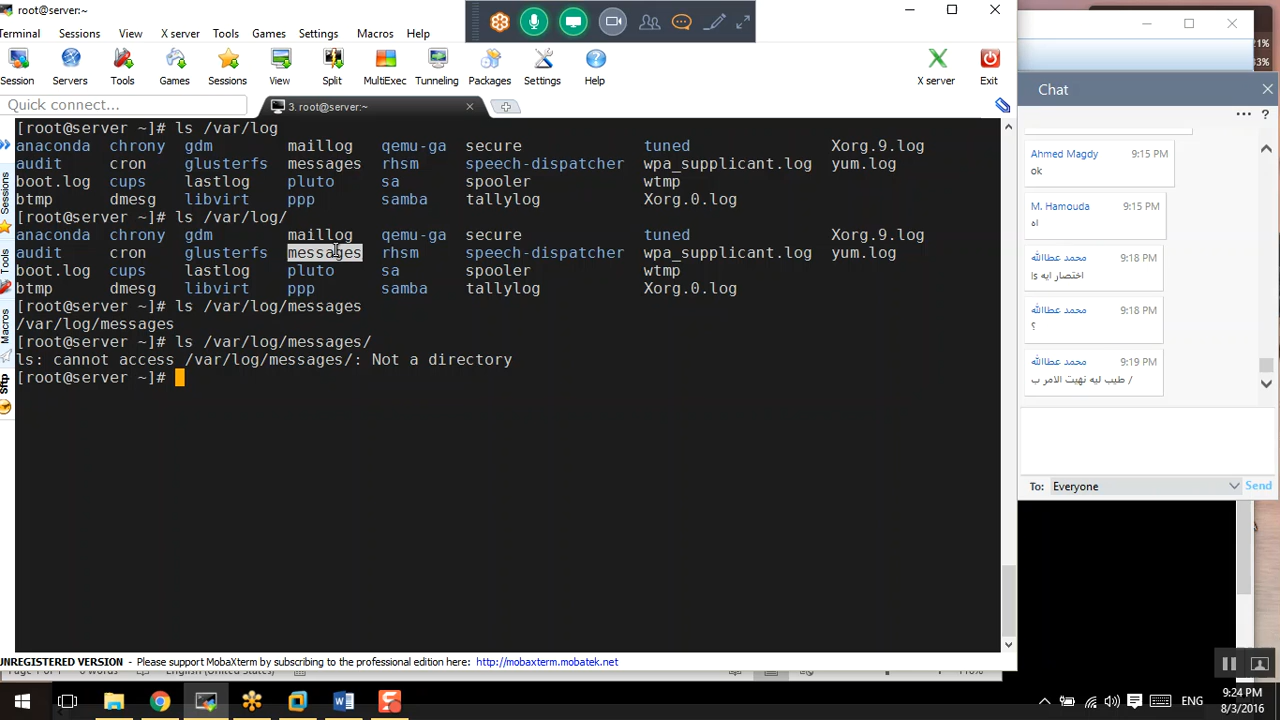 root@server:~
Terminal Sessions View X server Tools Games Settings Macros Help
Session Servers Tools Games Sessions View Split MultiExec Tunneling Packages Settings Help X server Exit
Quick connect...
3. root@server:~
[root@server ~]# ls /var/log
anaconda chrony gdm maillog qemu-ga secure tuned Xorg.9.log
audit cron glusterfs messages rhsm speech-dispatcher wpa_supplicant.log yum.log
boot.log cups lastlog pluto sa spooler wtmp
btmp dmesg libvirt ppp samba tallylog Xorg.0.log
[root@server ~]# ls /var/log/
anaconda chrony gdm maillog qemu-ga secure tuned Xorg.9.log
audit cron glusterfs messages rhsm speech-dispatcher wpa_supplicant.log yum.log
boot.log cups lastlog pluto sa spooler wtmp
btmp dmesg libvirt ppp samba tallylog Xorg.0.log
[root@server ~]# ls /var/log/messages
/var/log/messages
[root@server ~]# ls /var/log/messages/
ls: cannot access /var/log/messages/: Not a directory
[root@server ~]#
Sessions
Tools
Macros
Sftp
UNREGISTERED VERSION - Please support MobaXterm by subscribing to the professional edition here: http://mobaxterm.mobatek.net
21%
33%
Chat
?
Ahmed Magdy 9:15 PM
ok
M. Hamouda 9:15 PM
اه
محمد عطاالله 9:18 PM
اختصار ايه ls
محمد عطاالله 9:18 PM
؟
محمد عطاالله 9:19 PM
طيب ليه نهيت الامر ب /
To: Everyone Send
ENG
9:24 PM
8/3/2016